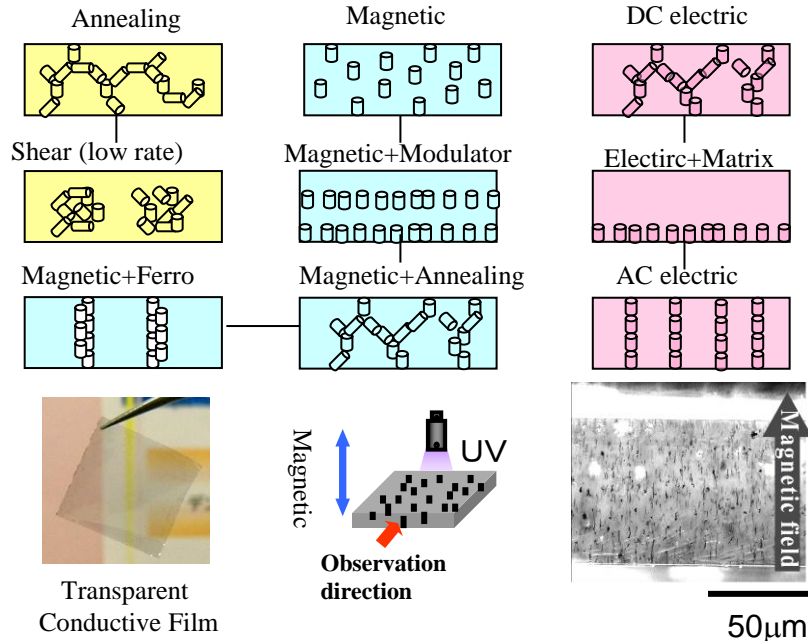 Annealing
Magnetic
DC electric
Shear (low rate)
Magnetic+Modulator
Electirc+Matrix
Magnetic+Ferro
Magnetic+Annealing
AC electric
Magnetic
UV
Observation
direction
Magnetic field
Transparent
Conductive Film
50μm